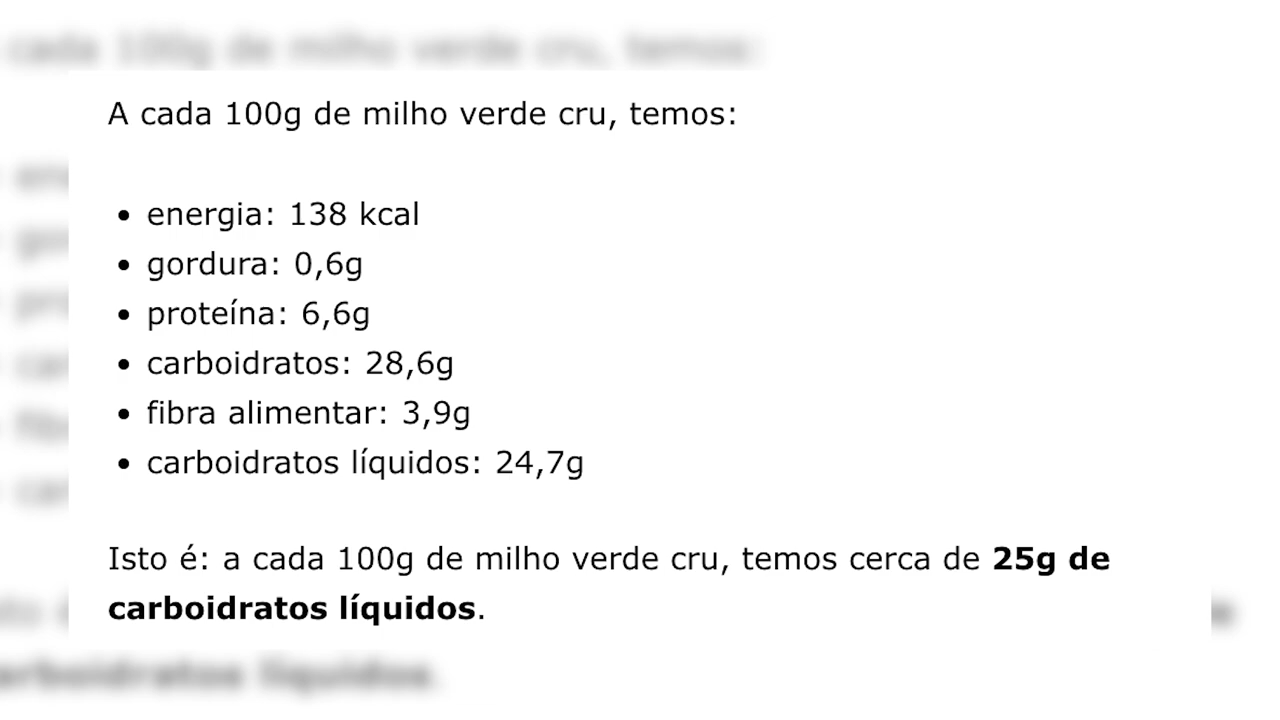 A cada 100g de milho verde cru, temos:
• energia: 138 kcal
• gordura: 0,6g
• proteína: 6,6g
• carboidratos: 28,6g
• fibra alimentar: 3,9g
• carboidratos líquidos: 24,7g
Isto é: a cada 100g de milho verde cru, temos cerca de 25g de
carboidratos líquidos.